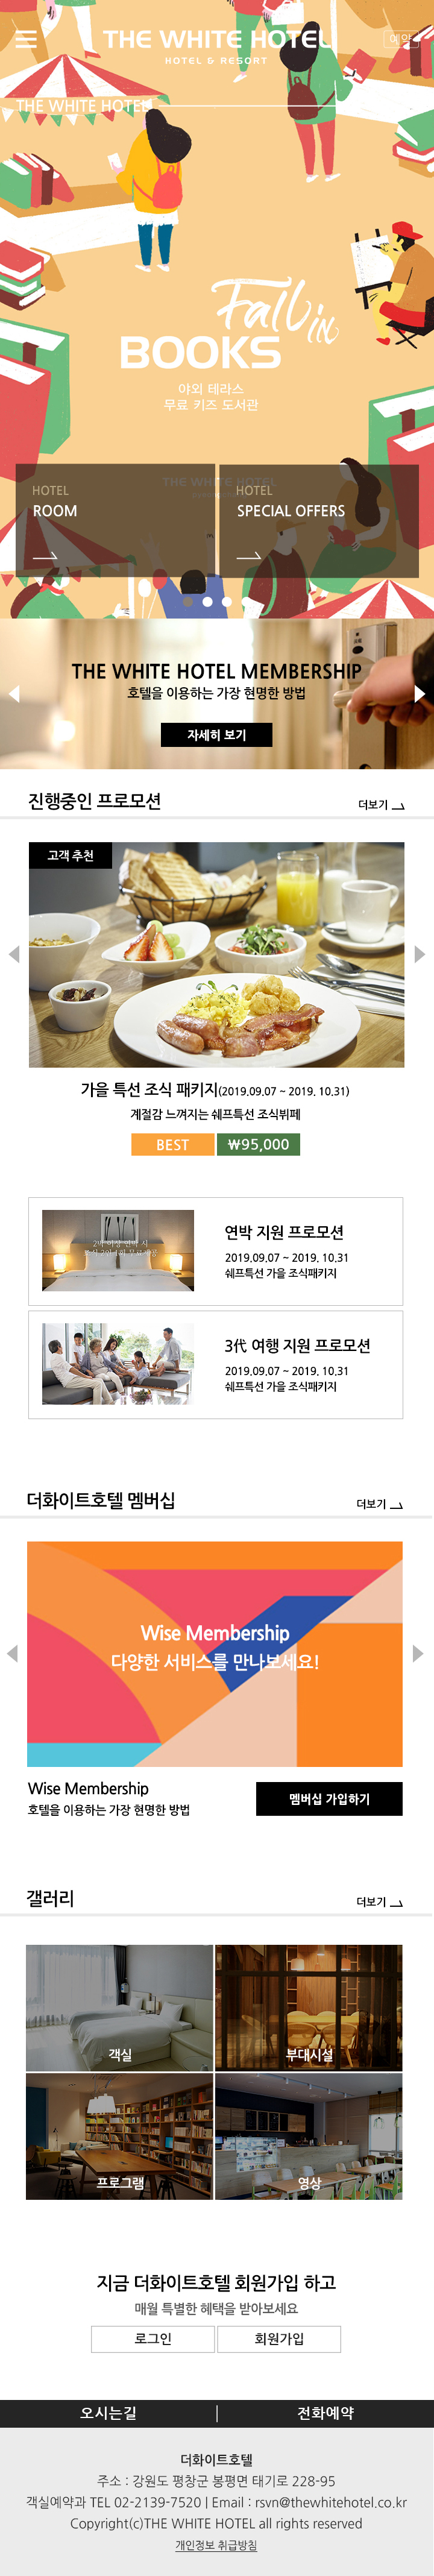 THE WHITE HOTEL
HOTEL & RESORT
예약
THE WHITE HOTEL
Fall in
BOOKS
야외 테라스
무료 키즈 도서관
THE WHITE HOTEL
HOTEL
ROOM
HOTEL
SPECIAL OFFERS
THE WHITE HOTEL MEMBERSHIP
호텔을 이용하는 가장 현명한 방법
자세히 보기
진행중인 프로모션
더보기
고객 추천
가을 특선 조식 패키지(2019.09.07 ~ 2019. 10.31)
계절감 느껴지는 쉐프특선 조식뷔페
BEST
₩95,000
연박 지원 프로모션
2019.09.07 ~ 2019. 10.31
쉐프특선 가을 조식패키지
3代 여행 지원 프로모션
2019.09.07 ~ 2019. 10.31
쉐프특선 가을 조식패키지
더화이트호텔 멤버십
더보기
Wise Membership
다양한 서비스를 만나보세요!
Wise Membership
호텔을 이용하는 가장 현명한 방법
멤버십 가입하기
갤러리
더보기
객실
부대시설
프로그램
영상
지금 더화이트호텔 회원가입 하고
매월 특별한 혜택을 받아보세요
로그인
회원가입
오시는길
전화예약
더화이트호텔
주소 : 강원도 평창군 봉평면 태기로 228-95
객실예약과 TEL 02-2139-7520 | Email : rsvn@thewhitehotel.co.kr
Copyright(c)THE WHITE HOTEL all rights reserved
개인정보 취급방침